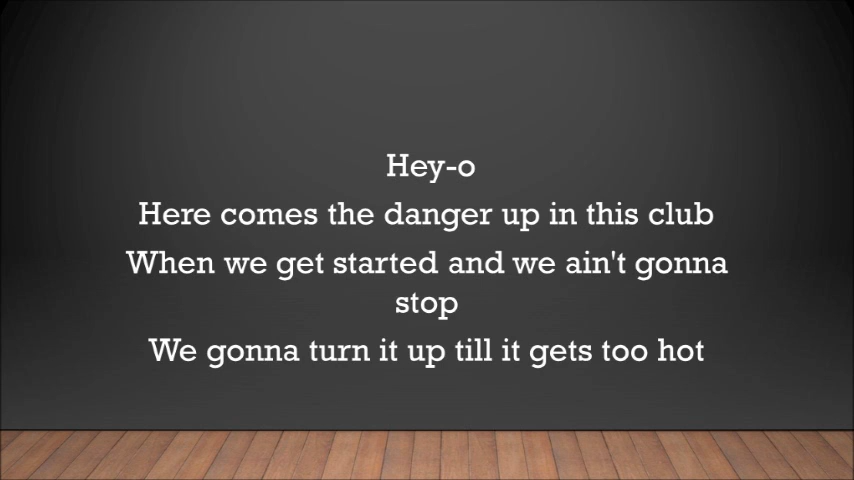 Hey-o
Here comes the danger up in this club
When we get started and we ain't gonna
stop
We gonna turn it up till it gets too hot